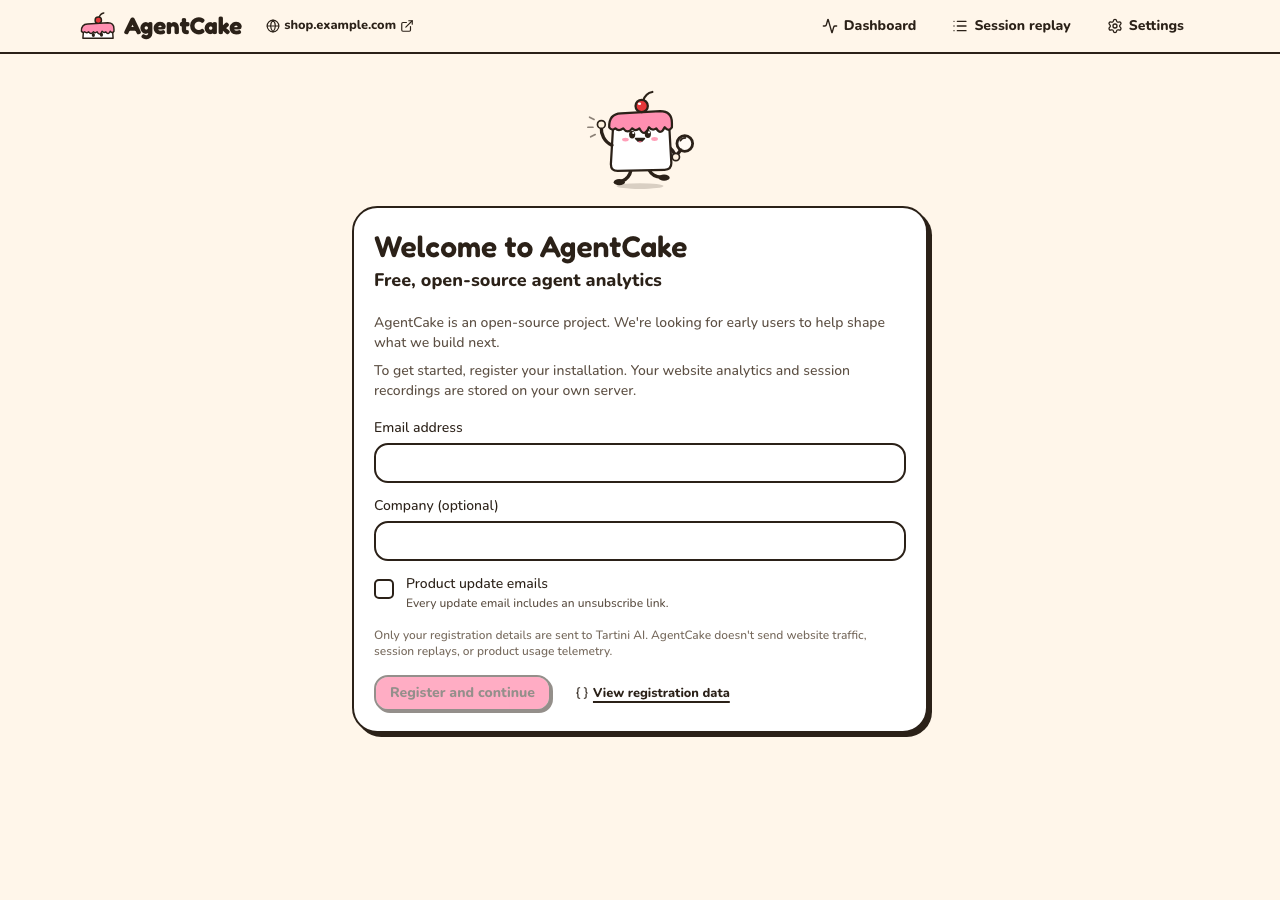 AgentCake
shop.example.com
Dashboard
Session replay
Settings
Welcome to AgentCake
Free, open-source agent analytics
AgentCake is an open-source project. We're looking for early users to help shape
what we build next.
To get started, register your installation. Your website analytics and session
recordings are stored on your own server.
Email address
Company (optional)
Product update emails
Every update email includes an unsubscribe link.
Only your registration details are sent to Tartini AI. AgentCake doesn't send website traffic,
session replays, or product usage telemetry.
Register and continue
{ } View registration data